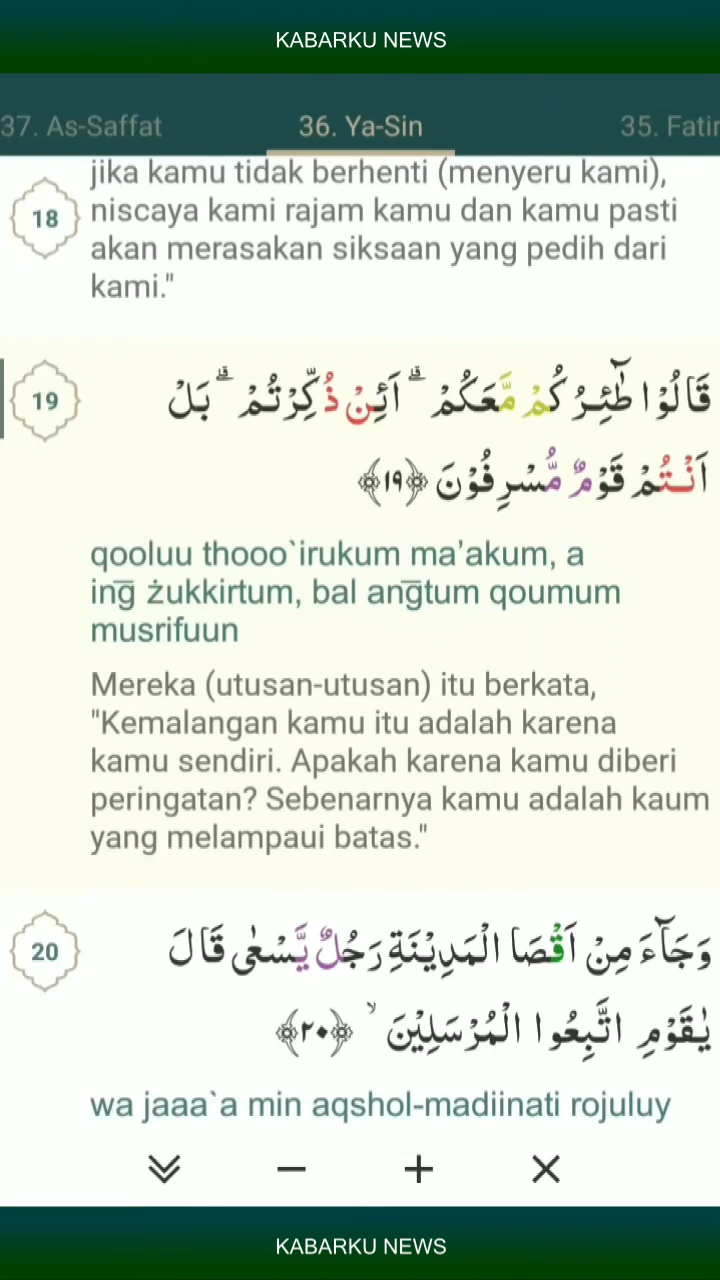 KABARKU NEWS
37. As-Saffat 36. Ya-Sin 35. Fatir
jika kamu tidak berhenti (menyeru kami),
18 niscaya kami rajam kamu dan kamu pasti
akan merasakan siksaan yang pedih dari
kami."
19 قَالُوْا طَٰۤئِرُكُمْ مَّعَكُمْ ۗ اَئِنْ ذُكِّرْتُمْ ۗ بَلْ
اَنْتُمْ قَوْمٌ مُّسْرِفُوْنَ ﴿١٩﴾
qooluu thooo`irukum ma’akum, a
ing̅ żukkirtum, bal ang̅tum qoumum
musrifuun
Mereka (utusan-utusan) itu berkata,
"Kemalangan kamu itu adalah karena
kamu sendiri. Apakah karena kamu diberi
peringatan? Sebenarnya kamu adalah kaum
yang melampaui batas."
20 وَجَاۤءَ مِنْ اَقْصَا الْمَدِيْنَةِ رَجُلٌ يَّسْعٰى قَالَ
يٰقَوْمِ اتَّبِعُوا الْمُرْسَلِيْنَ ۙ ﴿٢٠﴾
wa jaaa`a min aqshol-madiinati rojuluy
KABARKU NEWS